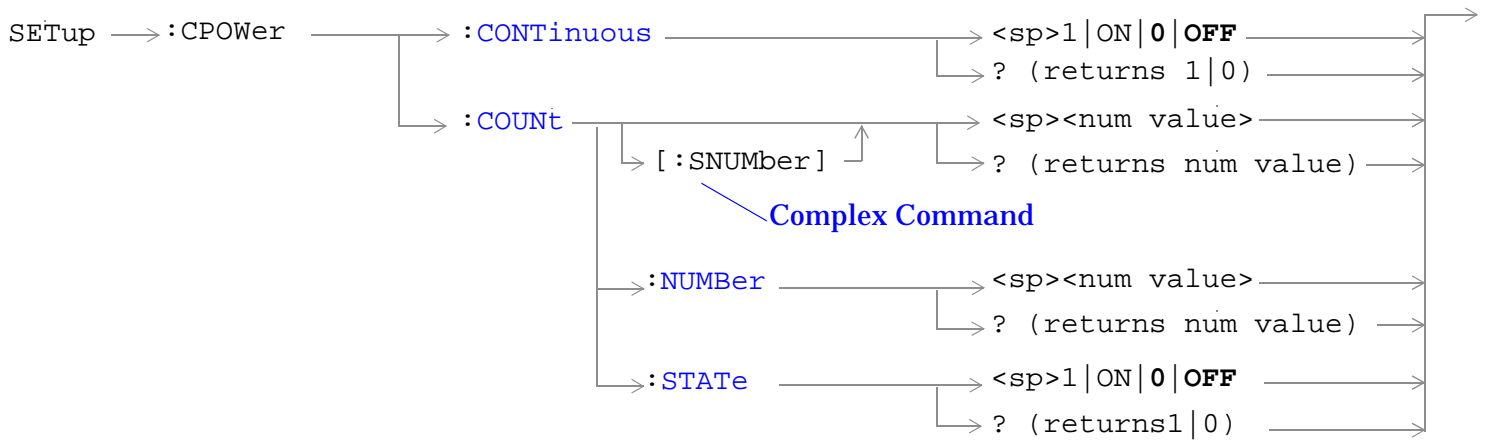 SETup :CPOWer :CONTinuous <sp>1|ON|0|OFF
? (returns 1|0)
:COUNt <sp><num value>
[:SNUMber] ? (returns num value)
Complex Command
:NUMBer <sp><num value>
? (returns num value)
:STATe <sp>1|ON|0|OFF
? (returns1|0)